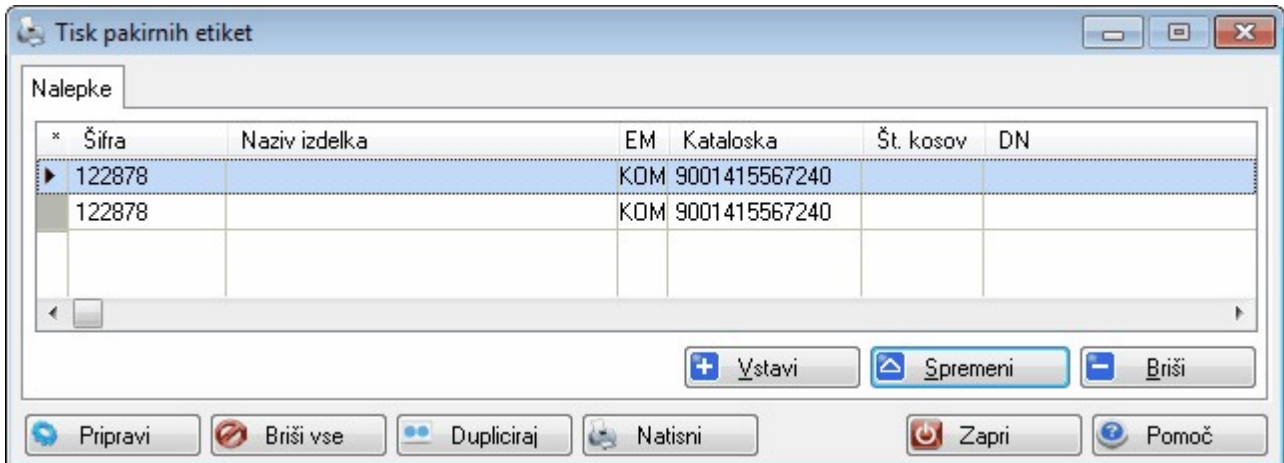 Tisk pakirnih etiket
Nalepke
* Šifra Naziv izdelka EM Kataloska Št. kosov DN
122878 KOM 9001415567240
122878 KOM 9001415567240
Vstavi Spremeni Briši
Pripravi Briši vse Dupliciraj Natisni Zapri Pomoč